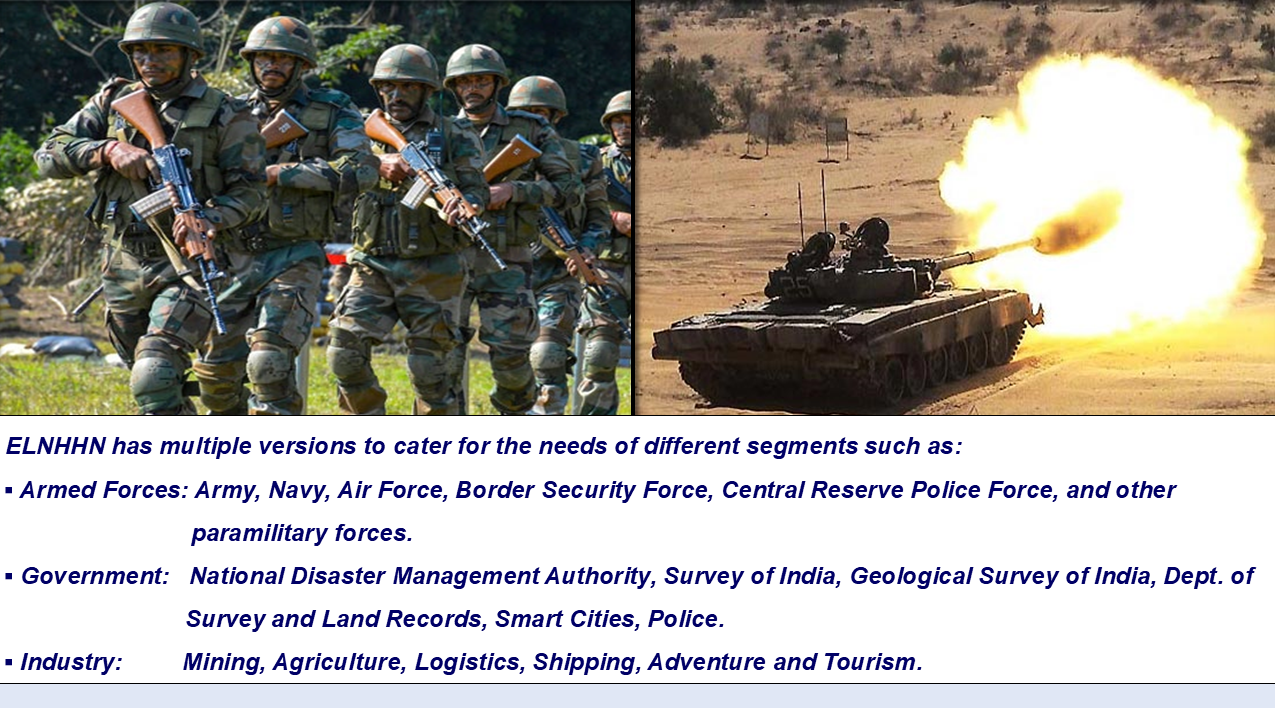 25
ELNHHN has multiple versions to cater for the needs of different segments such as:
▪ Armed Forces: Army, Navy, Air Force, Border Security Force, Central Reserve Police Force, and other
paramilitary forces.
▪ Government: National Disaster Management Authority, Survey of India, Geological Survey of India, Dept. of
Survey and Land Records, Smart Cities, Police.
▪ Industry: Mining, Agriculture, Logistics, Shipping, Adventure and Tourism.